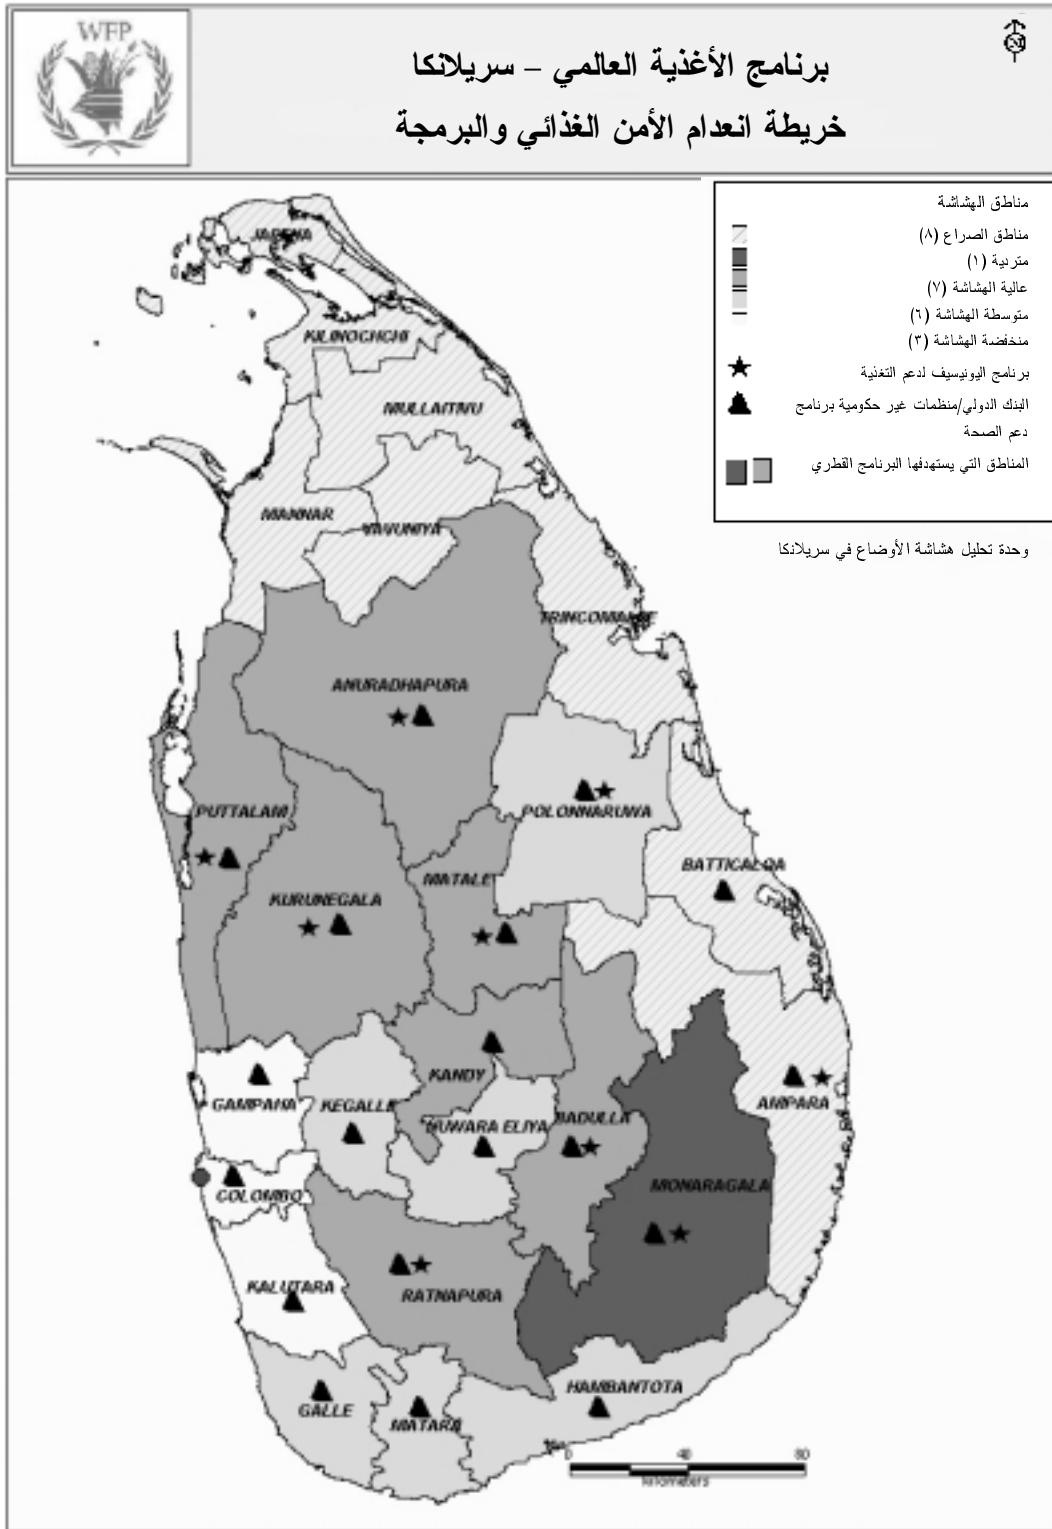 WFP
برنامج الأغذية العالمي – سريلانكا
خريطة انعدام الأمن الغذائي والبرمجة
مناطق الهشاشة
مناطق الصراع (٨)
متردية (١)
عالية الهشاشة (٧)
متوسطة الهشاشة (٦)
منخفضة الهشاشة (٣)
برنامج اليونيسيف لدعم التغذية
البنك الدولي/منظمات غير حكومية برنامج
دعم الصحة
المناطق التي يستهدفها البرنامج القطري
وحدة تحليل هشاشة الأوضاع في سريلانكا
JAFFNA
KILINOCHCHI
MULLAITIVU
MANNAR
VAVUNIYA
TRINCOMALEE
ANURADHAPURA
PUTTALAM
POLONNARUWA
BATTICALOA
MATALE
KURUNEGALA
KANDY
GAMPAHA
KEGALLE
NUWARA ELIYA
BADULLA
AMPARA
COLOMBO
MONARAGALA
KALUTARA
RATNAPURA
HAMBANTOTA
GALLE
MATARA
0 40 80
kilometers